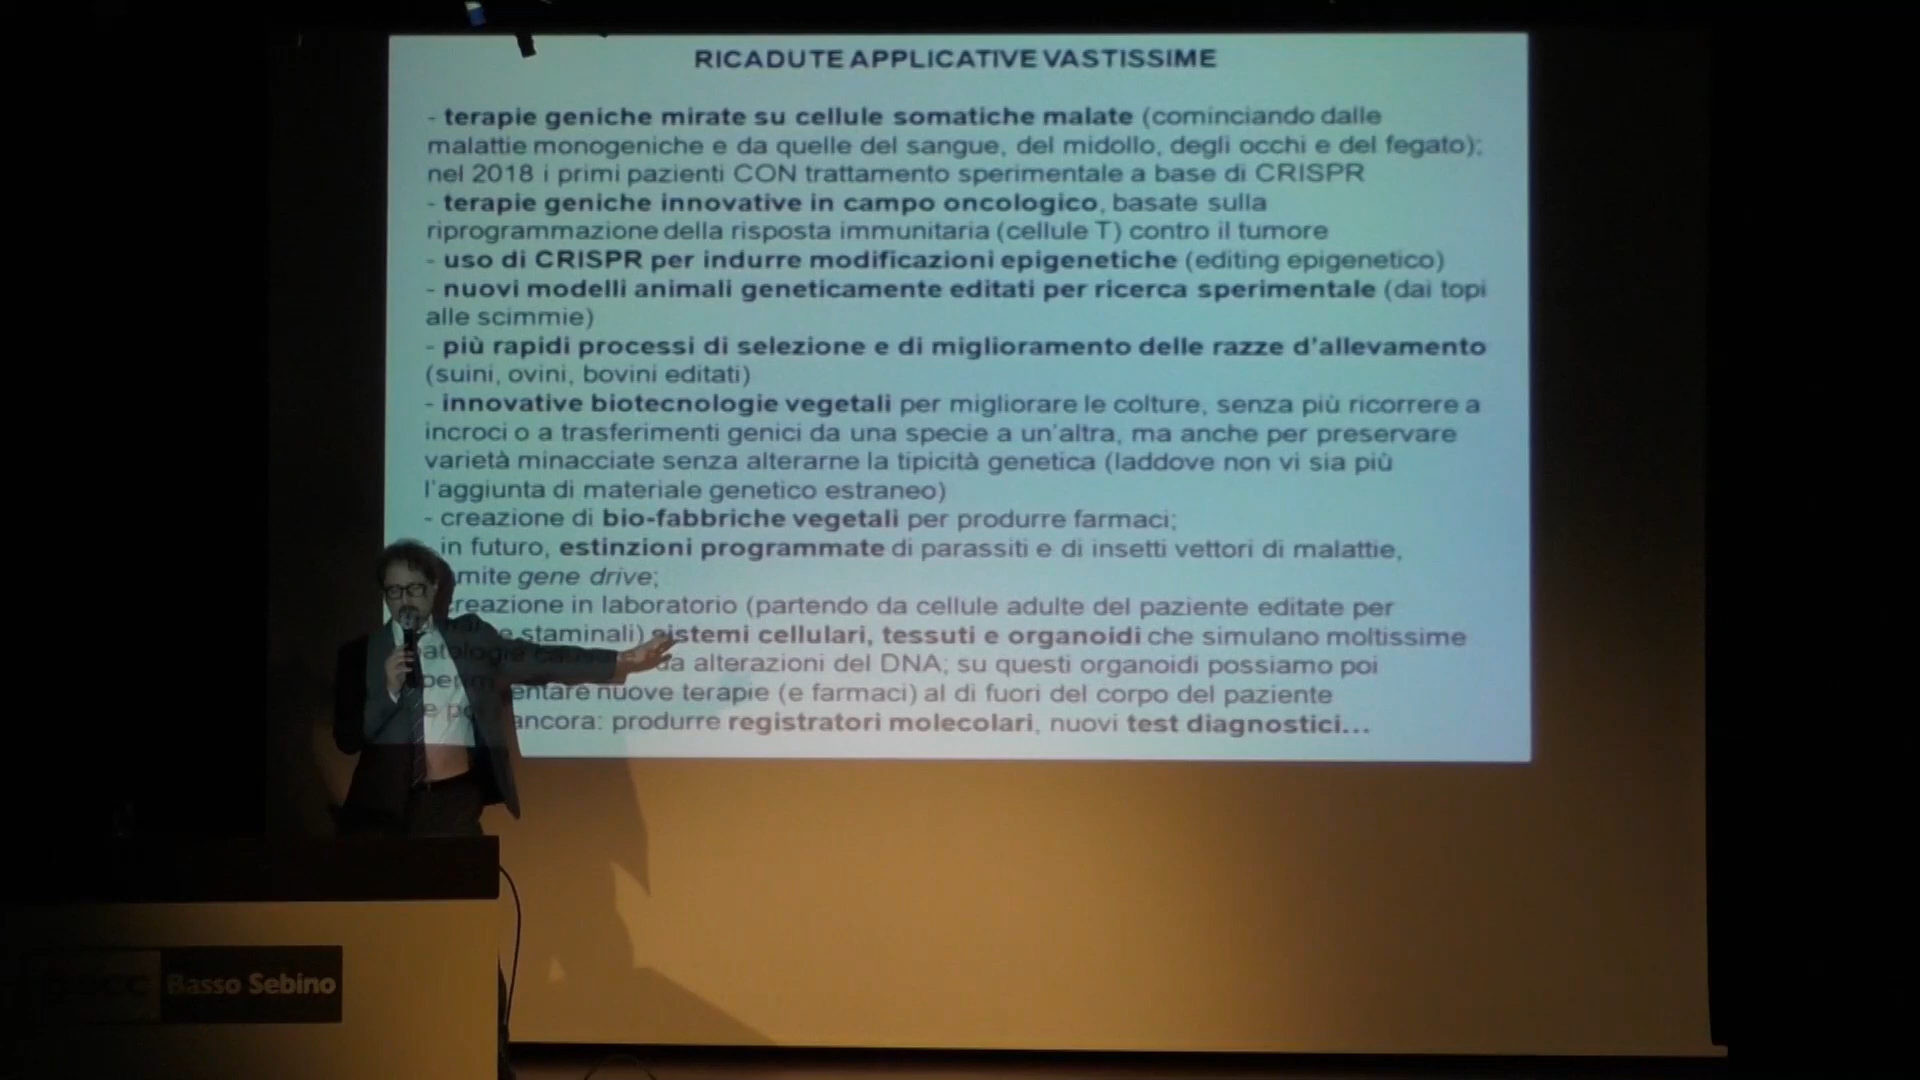 RICADUTE APPLICATIVE VASTISSIME
- terapie geniche mirate su cellule somatiche malate (cominciando dalle
malattie monogeniche e da quelle del sangue, del midollo, degli occhi e del fegato);
nel 2018 i primi pazienti CON trattamento sperimentale a base di CRISPR
- terapie geniche innovative in campo oncologico, basate sulla
riprogrammazione della risposta immunitaria (cellule T) contro il tumore
- uso di CRISPR per indurre modificazioni epigenetiche (editing epigenetico)
- nuovi modelli animali geneticamente editati per ricerca sperimentale (dai topi
alle scimmie)
- più rapidi processi di selezione e di miglioramento delle razze d'allevamento
(suini, ovini, bovini editati)
- innovative biotecnologie vegetali per migliorare le colture, senza più ricorrere a
incroci o a trasferimenti genici da una specie a un'altra, ma anche per preservare
varietà minacciate senza alterarne la tipicità genetica (laddove non vi sia più
l'aggiunta di materiale genetico estraneo)
- creazione di bio-fabbriche vegetali per produrre farmaci;
in futuro, estinzioni programmate di parassiti e di insetti vettori di malattie,
mite gene drive;
creazione in laboratorio (partendo da cellule adulte del paziente editate per
e staminali) sistemi cellulari, tessuti e organoidi che simulano moltissime
da alterazioni del DNA; su questi organoidi possiamo poi
entare nuove terapie (e farmaci) al di fuori del corpo del paziente
ancora: produrre registratori molecolari, nuovi test diagnostici...
Basso Sebino